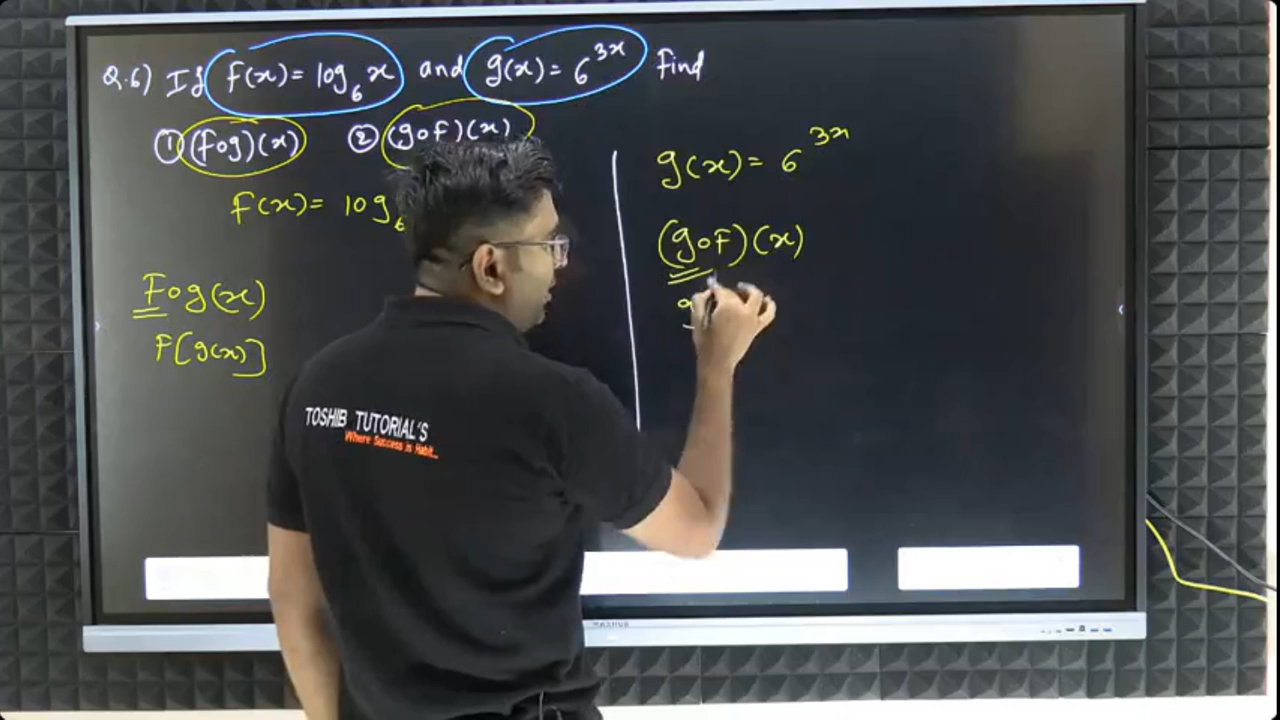 Q.6) If f(x) = log₆ x and g(x) = 6^3x find
① (fog)(x) ② (gof)(x)
f(x) = log₆
g(x) = 6^3x
(gof)(x)
fog(x)
f[g(x)]
TOSHIB TUTORIAL'S
Where Success is Habit...
MAXHUB